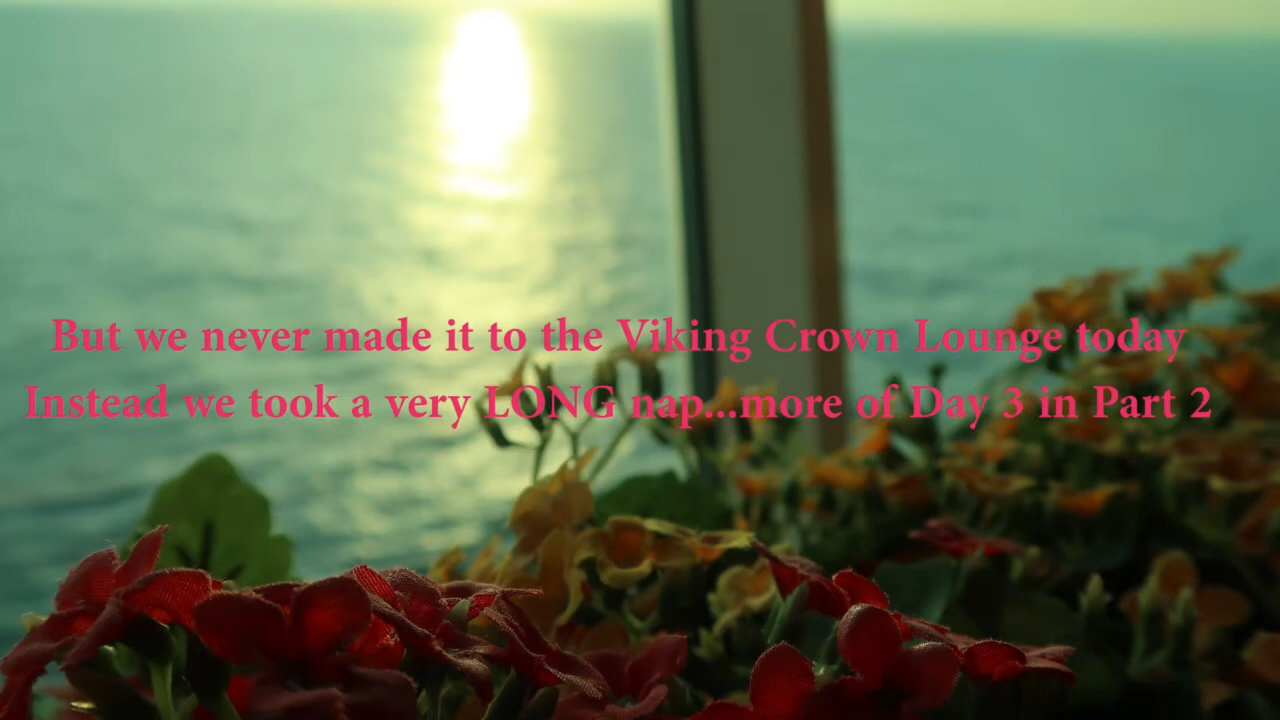 But we never made it to the Viking Crown Lounge today
Instead we took a very LONG nap...more of Day 3 in Part 2